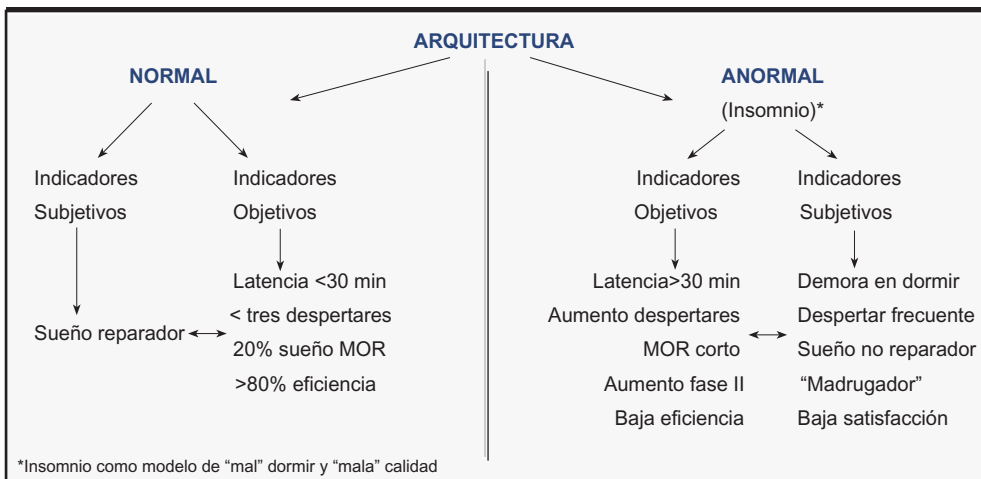 ARQUITECTURA
NORMAL
Indicadores
Subjetivos
Sueño reparador
Indicadores
Objetivos
Latencia <30 min
< tres despertares
20% sueño MOR
>80% eficiencia
ANORMAL
(Insomnio)*
Indicadores
Objetivos
Latencia>30 min
Aumento despertares
MOR corto
Aumento fase II
Baja eficiencia
Indicadores
Subjetivos
Demora en dormir
Despertar frecuente
Sueño no reparador
“Madrugador”
Baja satisfacción
*Insomnio como modelo de “mal” dormir y “mala” calidad